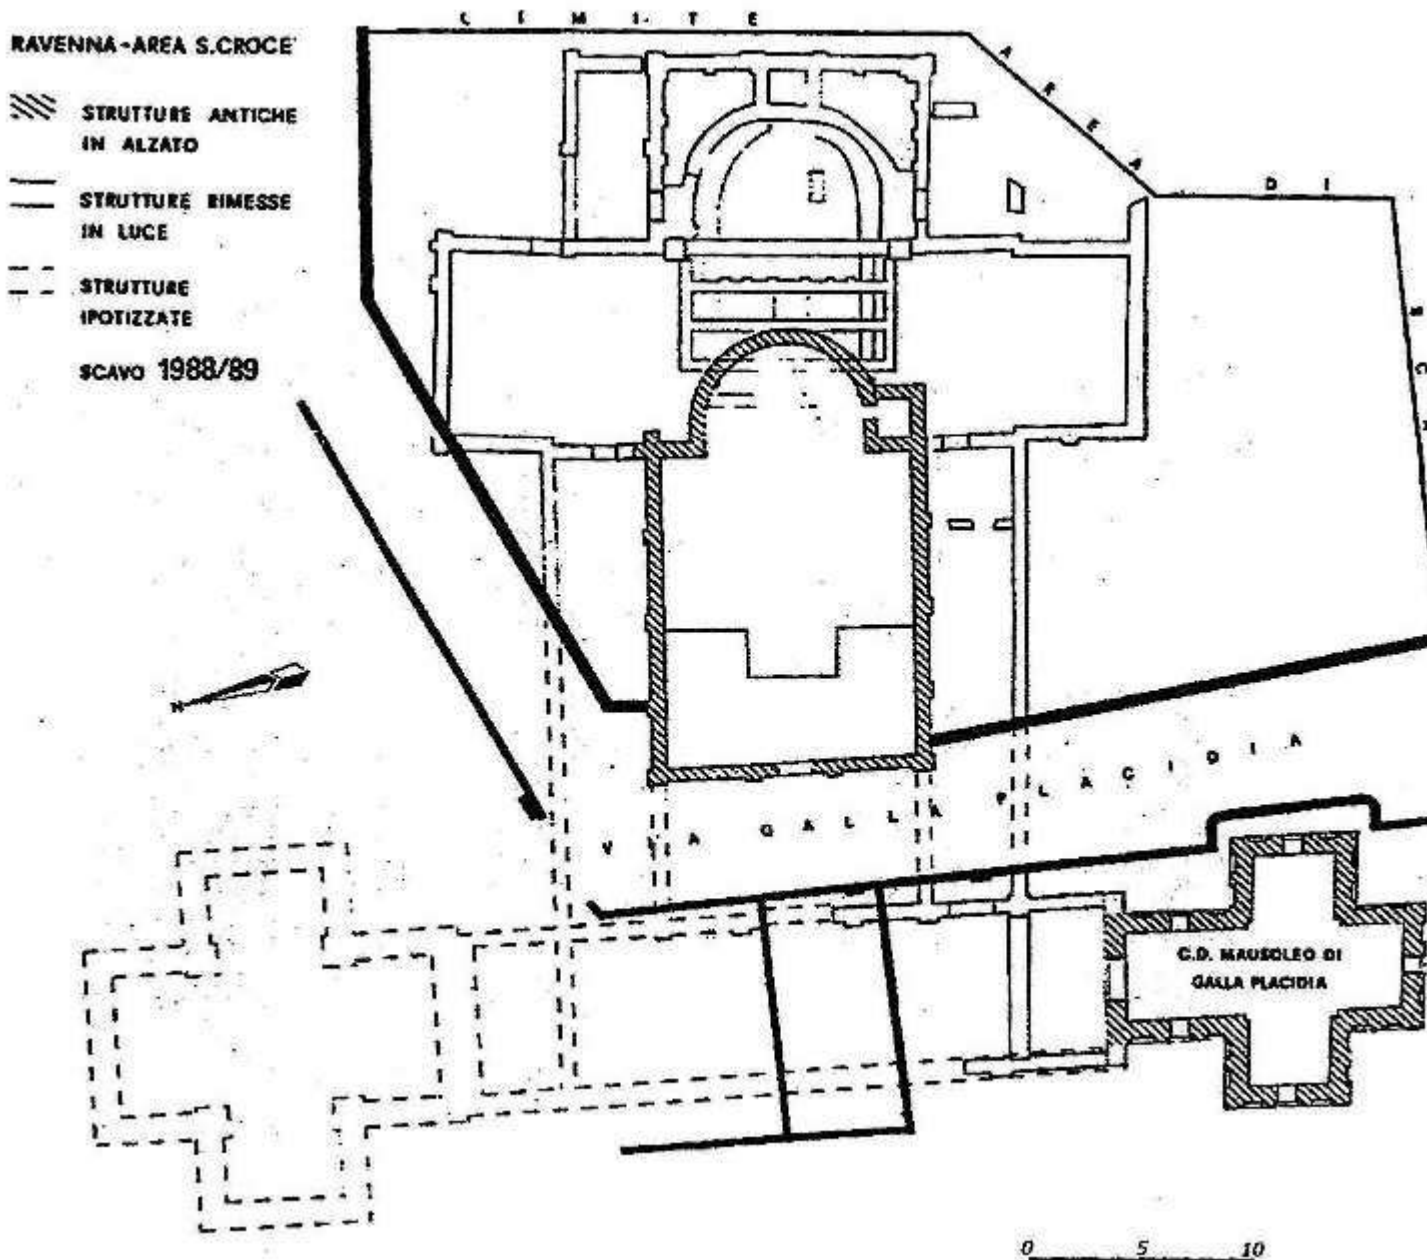 RAVENNA-AREA S.CROCE
STRUTTURE ANTICHE
IN ALZATO
STRUTTURE RIMESSE
IN LUCE
STRUTTURE
IPOTIZZATE
SCAVO 1988/89
LIMITE
AREA
DI
N
VIA GALLA PLACIDIA
C.D. MAUSOLEO DI
GALLA PLACIDIA
0 5 10